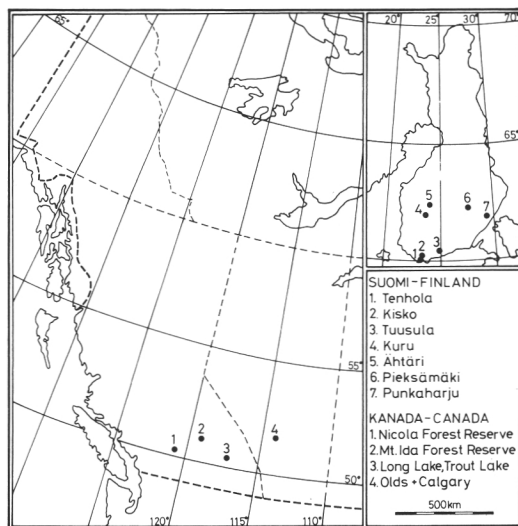 65°
20° 25° 30°
65°
5
4
6
7
2
3
1
55°
1
2
3
4
50°
120° 115° 110°
SUOMI-FINLAND
1. Tenhola
2. Kisko
3. Tuusula
4. Kuru
5. Ähtäri
6. Pieksämäki
7. Punkaharju
KANADA-CANADA
1. Nicola Forest Reserve
2. Mt. Ida Forest Reserve
3. Long Lake, Trout Lake
4. Olds + Calgary
500km